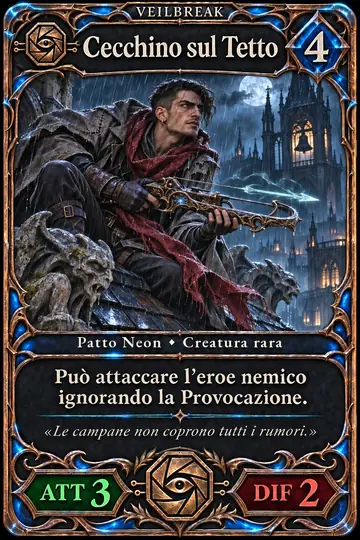 VEILBREAK
Cecchino sul Tetto
4
Patto Neon ✦ Creatura rara
Può attaccare l'eroe nemico
ignorando la Provocazione.
«Le campane non coprono tutti i rumori.»
ATT 3
DIF 2